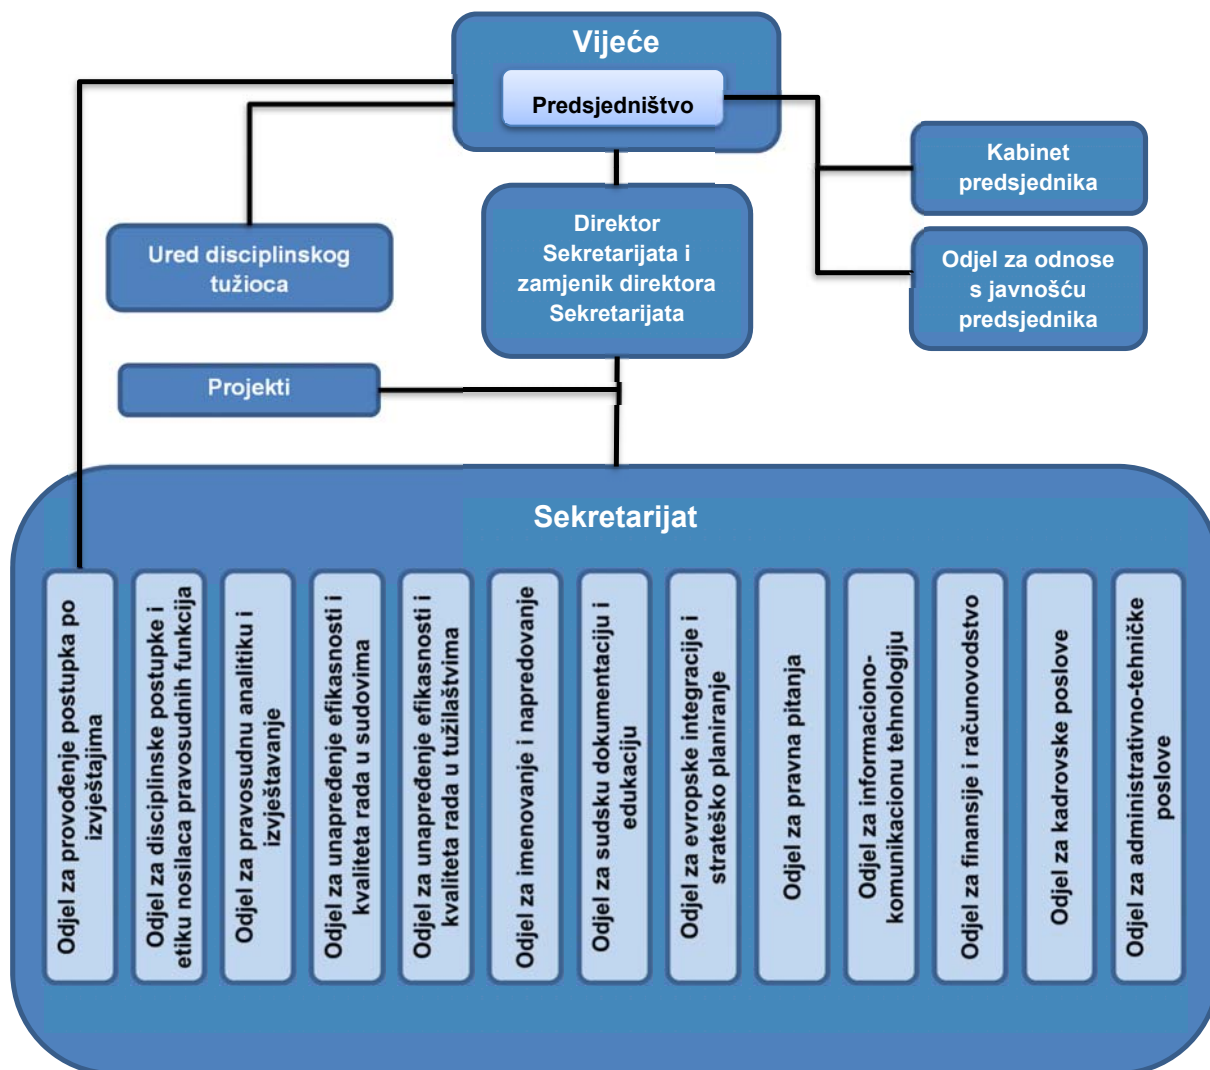 Vijeće
Predsjedništvo
Kabinet
predsjednika
Direktor
Sekretarijata i
zamjenik direktora
Sekretarijata
Ured disciplinskog
tužioca
Odjel za odnose
s javnošću
predsjednika
Projekti
Sekretarijat
Odjel za provođenje postupka po
izvještajima
Odjel za disciplinske postupke i
etiku nosilaca pravosudnih funkcija
Odjel za pravosudnu analitiku i
izvještavanje
Odjel za unapređenje efikasnosti i
kvaliteta rada u sudovima
Odjel za unapređenje efikasnosti i
kvaliteta rada u tužilaštvima
Odjel za imenovanje i napredovanje
Odjel za sudsku dokumentaciju i
edukaciju
Odjel za evropske integracije i
strateško planiranje
Odjel za pravna pitanja
Odjel za informaciono-
komunikacionu tehnologiju
Odjel za finansije i računovodstvo
Odjel za kadrovske poslove
Odjel za administrativno-tehničke
poslove